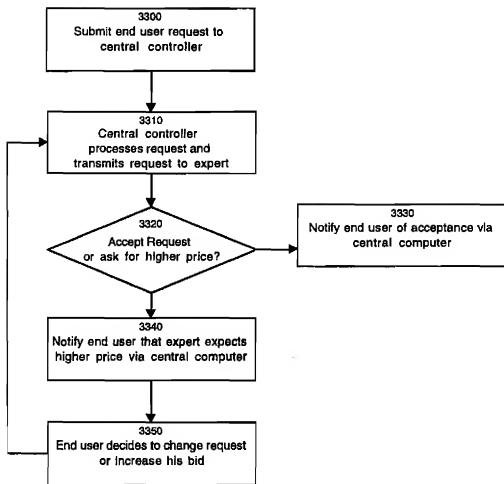 3300
Submit end user request to
central controller
3310
Central controller
processes request and
transmits request to expert
3320
Accept Request
or ask for higher price?
3330
Notify end user of acceptance via
central computer
3340
Notify end user that expert expects
higher price via central computer
3350
End user decides to change request
or increase his bid